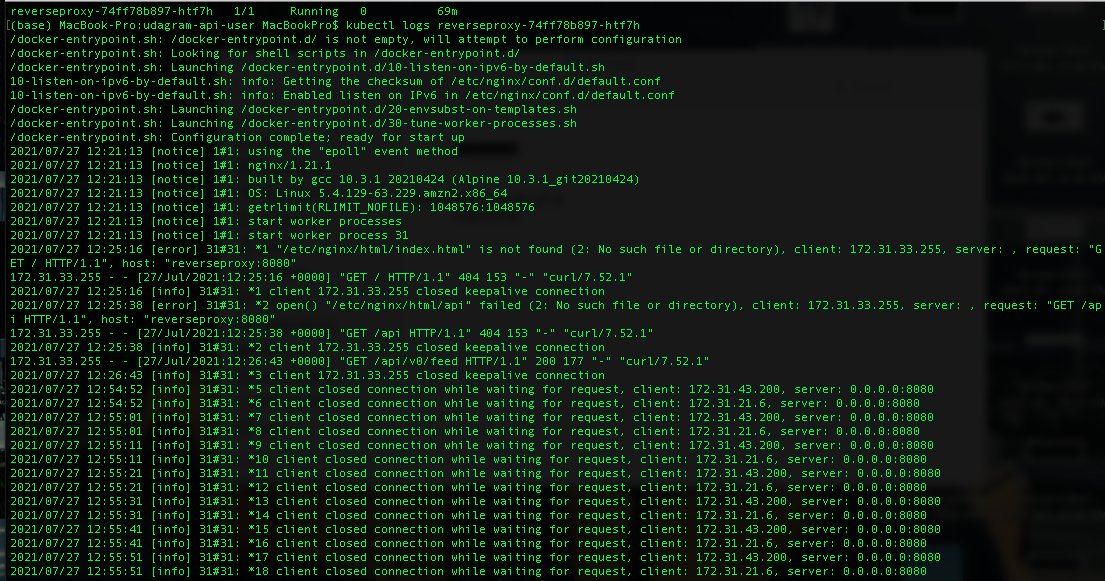 reverseproxy-74ff78b897-htf7h   1/1     Running   0          69m
[(base) MacBook-Pro:udagram-api-user MacBookPro$ kubectl logs reverseproxy-74ff78b897-htf7h
/docker-entrypoint.sh: /docker-entrypoint.d/ is not empty, will attempt to perform configuration
/docker-entrypoint.sh: Looking for shell scripts in /docker-entrypoint.d/
/docker-entrypoint.sh: Launching /docker-entrypoint.d/10-listen-on-ipv6-by-default.sh
10-listen-on-ipv6-by-default.sh: info: Getting the checksum of /etc/nginx/conf.d/default.conf
10-listen-on-ipv6-by-default.sh: info: Enabled listen on IPv6 in /etc/nginx/conf.d/default.conf
/docker-entrypoint.sh: Launching /docker-entrypoint.d/20-envsubst-on-templates.sh
/docker-entrypoint.sh: Launching /docker-entrypoint.d/30-tune-worker-processes.sh
/docker-entrypoint.sh: Configuration complete; ready for start up
2021/07/27 12:21:13 [notice] 1#1: using the "epoll" event method
2021/07/27 12:21:13 [notice] 1#1: nginx/1.21.1
2021/07/27 12:21:13 [notice] 1#1: built by gcc 10.3.1 20210424 (Alpine 10.3.1_git20210424)
2021/07/27 12:21:13 [notice] 1#1: OS: Linux 5.4.129-63.229.amzn2.x86_64
2021/07/27 12:21:13 [notice] 1#1: getrlimit(RLIMIT_NOFILE): 1048576:1048576
2021/07/27 12:21:13 [notice] 1#1: start worker processes
2021/07/27 12:21:13 [notice] 1#1: start worker process 31
2021/07/27 12:25:16 [error] 31#31: *1 "/etc/nginx/html/index.html" is not found (2: No such file or directory), client: 172.31.33.255, server: , request: "G
ET / HTTP/1.1", host: "reverseproxy:8080"
172.31.33.255 - - [27/Jul/2021:12:25:16 +0000] "GET / HTTP/1.1" 404 153 "-" "curl/7.52.1"
2021/07/27 12:25:16 [info] 31#31: *1 client 172.31.33.255 closed keepalive connection
2021/07/27 12:25:38 [error] 31#31: *2 open() "/etc/nginx/html/api" failed (2: No such file or directory), client: 172.31.33.255, server: , request: "GET /ap
i HTTP/1.1", host: "reverseproxy:8080"
172.31.33.255 - - [27/Jul/2021:12:25:38 +0000] "GET /api HTTP/1.1" 404 153 "-" "curl/7.52.1"
2021/07/27 12:25:38 [info] 31#31: *2 client 172.31.33.255 closed keepalive connection
172.31.33.255 - - [27/Jul/2021:12:26:43 +0000] "GET /api/v0/feed HTTP/1.1" 200 177 "-" "curl/7.52.1"
2021/07/27 12:26:43 [info] 31#31: *3 client 172.31.33.255 closed keepalive connection
2021/07/27 12:54:52 [info] 31#31: *5 client closed connection while waiting for request, client: 172.31.43.200, server: 0.0.0.0:8080
2021/07/27 12:54:52 [info] 31#31: *6 client closed connection while waiting for request, client: 172.31.21.6, server: 0.0.0.0:8080
2021/07/27 12:55:01 [info] 31#31: *7 client closed connection while waiting for request, client: 172.31.43.200, server: 0.0.0.0:8080
2021/07/27 12:55:01 [info] 31#31: *8 client closed connection while waiting for request, client: 172.31.21.6, server: 0.0.0.0:8080
2021/07/27 12:55:11 [info] 31#31: *9 client closed connection while waiting for request, client: 172.31.43.200, server: 0.0.0.0:8080
2021/07/27 12:55:11 [info] 31#31: *10 client closed connection while waiting for request, client: 172.31.21.6, server: 0.0.0.0:8080
2021/07/27 12:55:21 [info] 31#31: *11 client closed connection while waiting for request, client: 172.31.43.200, server: 0.0.0.0:8080
2021/07/27 12:55:21 [info] 31#31: *12 client closed connection while waiting for request, client: 172.31.21.6, server: 0.0.0.0:8080
2021/07/27 12:55:31 [info] 31#31: *13 client closed connection while waiting for request, client: 172.31.43.200, server: 0.0.0.0:8080
2021/07/27 12:55:31 [info] 31#31: *14 client closed connection while waiting for request, client: 172.31.21.6, server: 0.0.0.0:8080
2021/07/27 12:55:41 [info] 31#31: *15 client closed connection while waiting for request, client: 172.31.43.200, server: 0.0.0.0:8080
2021/07/27 12:55:41 [info] 31#31: *16 client closed connection while waiting for request, client: 172.31.21.6, server: 0.0.0.0:8080
2021/07/27 12:55:51 [info] 31#31: *17 client closed connection while waiting for request, client: 172.31.43.200, server: 0.0.0.0:8080
2021/07/27 12:55:51 [info] 31#31: *18 client closed connection while waiting for request, client: 172.31.21.6, server: 0.0.0.0:8080